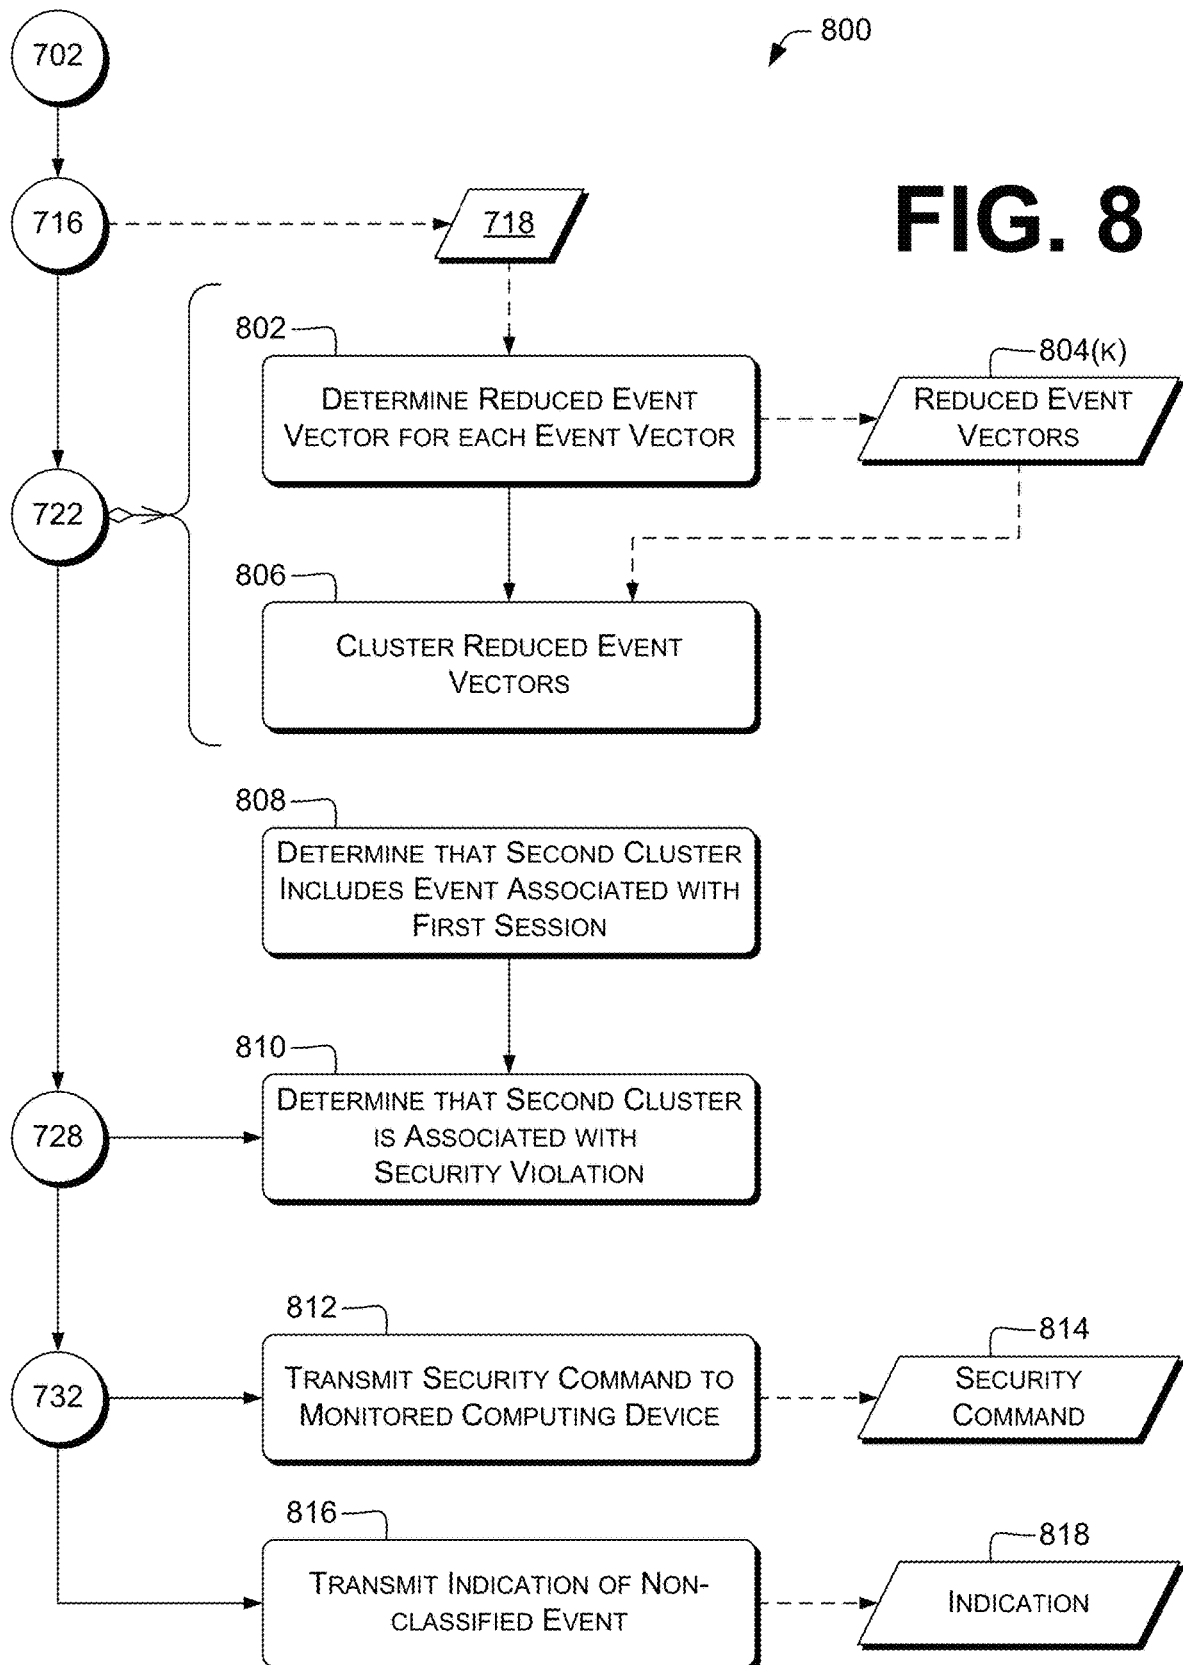 702
800
716
718
FIG. 8
802
804(K)
DETERMINE REDUCED EVENT
VECTOR FOR EACH EVENT VECTOR
REDUCED EVENT
VECTORS
722
806
CLUSTER REDUCED EVENT
VECTORS
808
DETERMINE THAT SECOND CLUSTER
INCLUDES EVENT ASSOCIATED WITH
FIRST SESSION
810
728
DETERMINE THAT SECOND CLUSTER
IS ASSOCIATED WITH
SECURITY VIOLATION
812
814
732
TRANSMIT SECURITY COMMAND TO
MONITORED COMPUTING DEVICE
SECURITY
COMMAND
816
818
TRANSMIT INDICATION OF NON-
CLASSIFIED EVENT
INDICATION